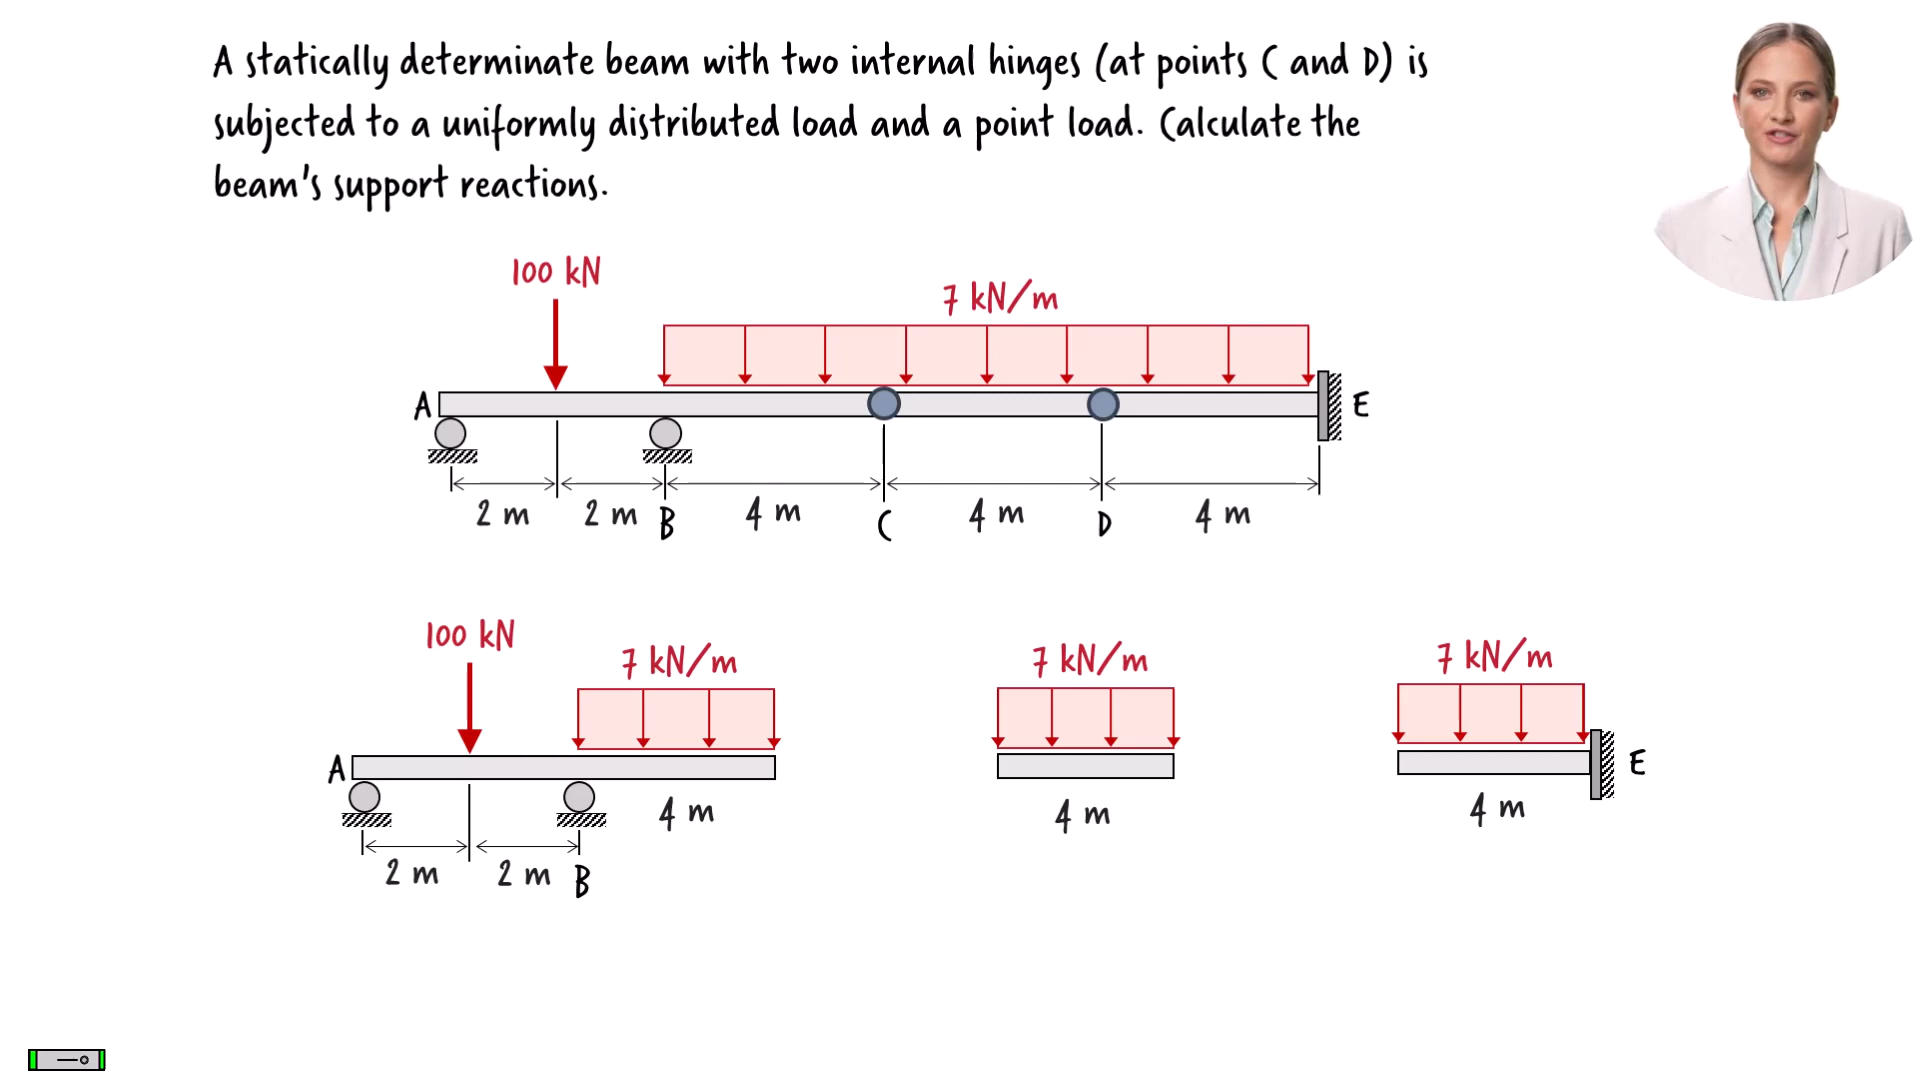 A statically determinate beam with two internal hinges (at points C and D) is
subjected to a uniformly distributed load and a point load. Calculate the
beam's support reactions.
100 kN
7 kN/m
A
E
2 m
2 m
B
4 m
C
4 m
D
4 m
100 kN
7 kN/m
7 kN/m
7 kN/m
A
E
4 m
4 m
4 m
2 m
2 m
B